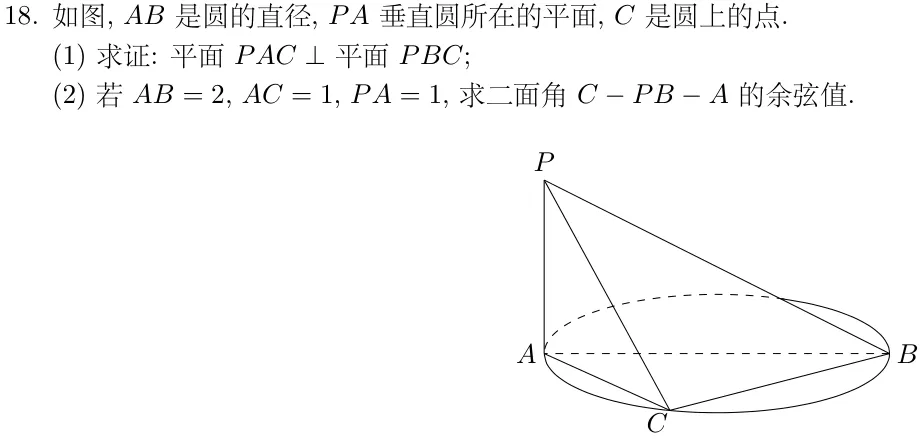 18. 如图, AB 是圆的直径, PA 垂直圆所在的平面, C 是圆上的点.
(1) 求证: 平面 PAC ⊥ 平面 PBC;
(2) 若 AB = 2, AC = 1, PA = 1, 求二面角 C − PB − A 的余弦值.
P
A
B
C